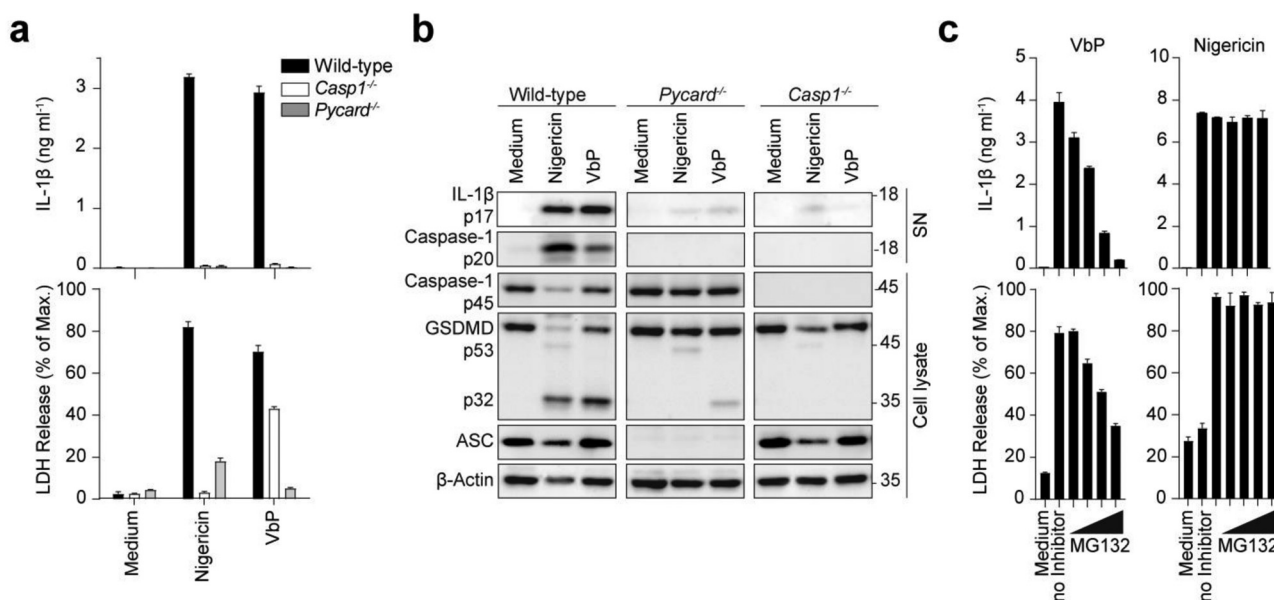 a
IL-1β (ng ml-1)
3
2
1
0
Wild-type
Casp1-/-
Pycard-/-
LDH Release (% of Max.)
100
80
60
40
20
0
Medium
Nigericin
VbP
b
Wild-type
Pycard-/-
Casp1-/-
Medium
Nigericin
VbP
Medium
Nigericin
VbP
Medium
Nigericin
VbP
IL-1β
p17
18
Caspase-1
p20
18
SN
Caspase-1
p45
45
GSDMD
p53
45
p32
35
ASC
β-Actin
35
Cell lysate
c
VbP
Nigericin
IL-1β (ng ml-1)
5
4
3
2
1
0
10
8
6
4
2
0
LDH Release (% of Max.)
100
80
60
40
20
0
100
80
60
40
20
0
Medium
no Inhibitor
MG132
Medium
no Inhibitor
MG132